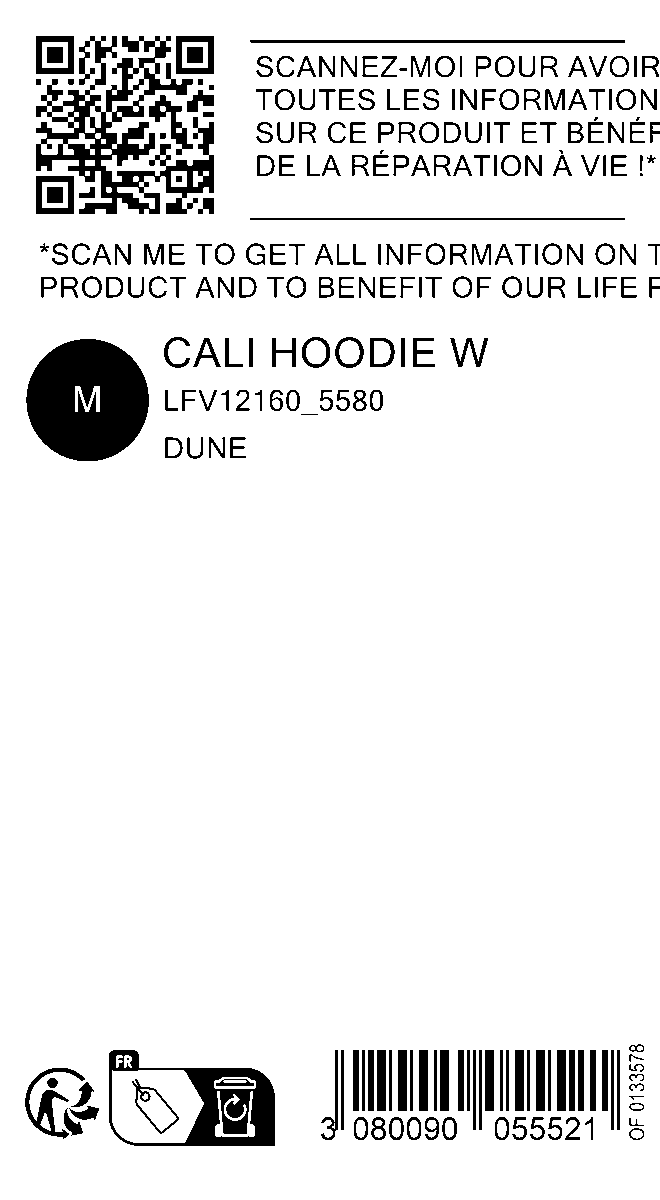 SCANNEZ-MOI POUR AVOIR
TOUTES LES INFORMATION
SUR CE PRODUIT ET BÉNÉF
DE LA RÉPARATION À VIE !*
*SCAN ME TO GET ALL INFORMATION ON T
PRODUCT AND TO BENEFIT OF OUR LIFE
CALI HOODIE W
M
LFV12160_5580
DUNE
FR
3 080090 055521
OF 0133578